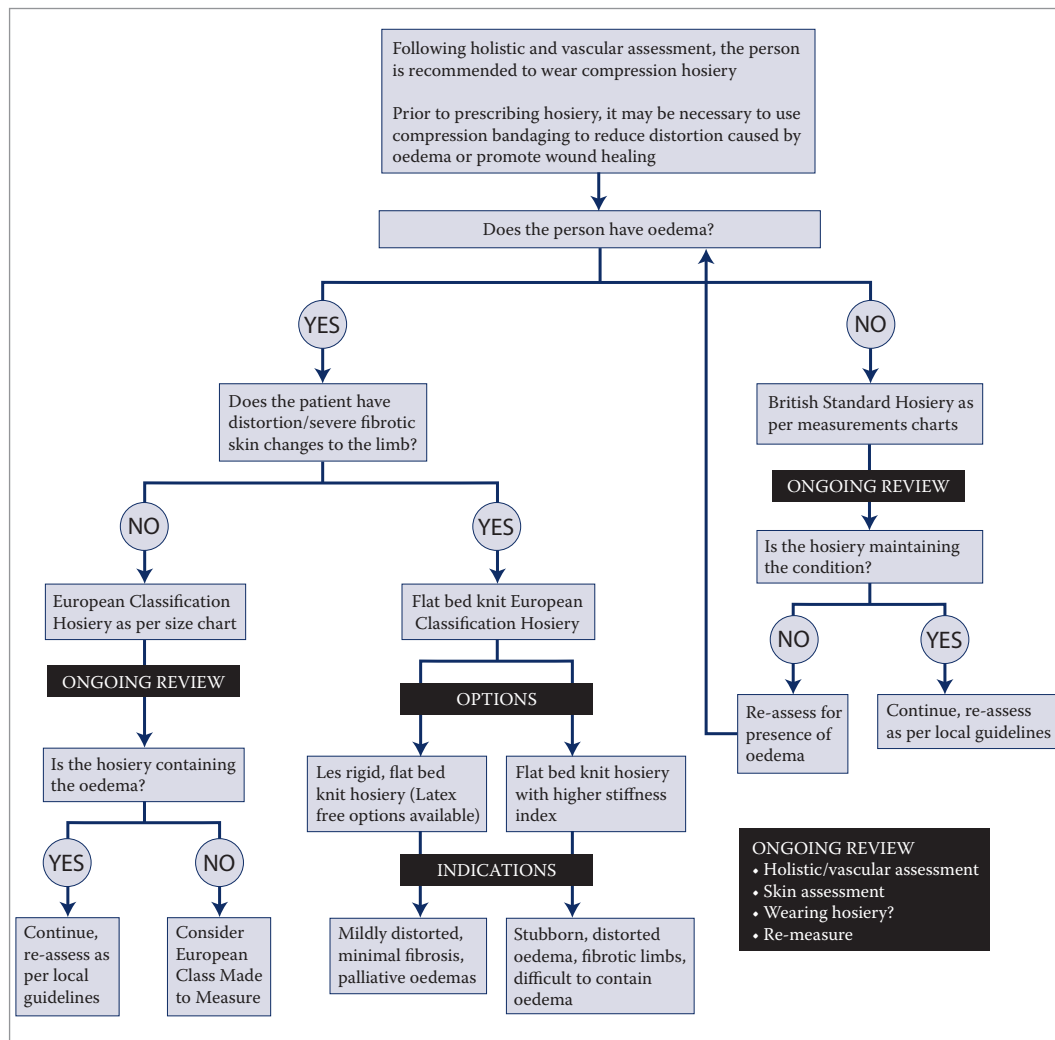 Following holistic and vascular assessment, the person
is recommended to wear compression hosiery
Prior to prescribing hosiery, it may be necessary to use
compression bandaging to reduce distortion caused by
oedema or promote wound healing
Does the person have oedema?
YES
NO
Does the patient have
distortion/severe fibrotic
skin changes to the limb?
British Standard Hosiery as
per measurements charts
ONGOING REVIEW
NO
YES
Is the hosiery maintaining
the condition?
European Classification
Hosiery as per size chart
Flat bed knit European
Classification Hosiery
NO
YES
ONGOING REVIEW
OPTIONS
Re-assess for
presence of
oedema
Continue, re-assess
as per local guidelines
Is the hosiery containing
the oedema?
Les rigid, flat bed
knit hosiery (Latex
free options available)
Flat bed knit hosiery
with higher stiffness
index
YES
NO
INDICATIONS
ONGOING REVIEW
• Holistic/vascular assessment
• Skin assessment
• Wearing hosiery?
• Re-measure
Continue,
re-assess as
per local
guidelines
Consider
European
Class Made
to Measure
Mildly distorted,
minimal fibrosis,
palliative oedemas
Stubborn, distorted
oedema, fibrotic limbs,
difficult to contain
oedema